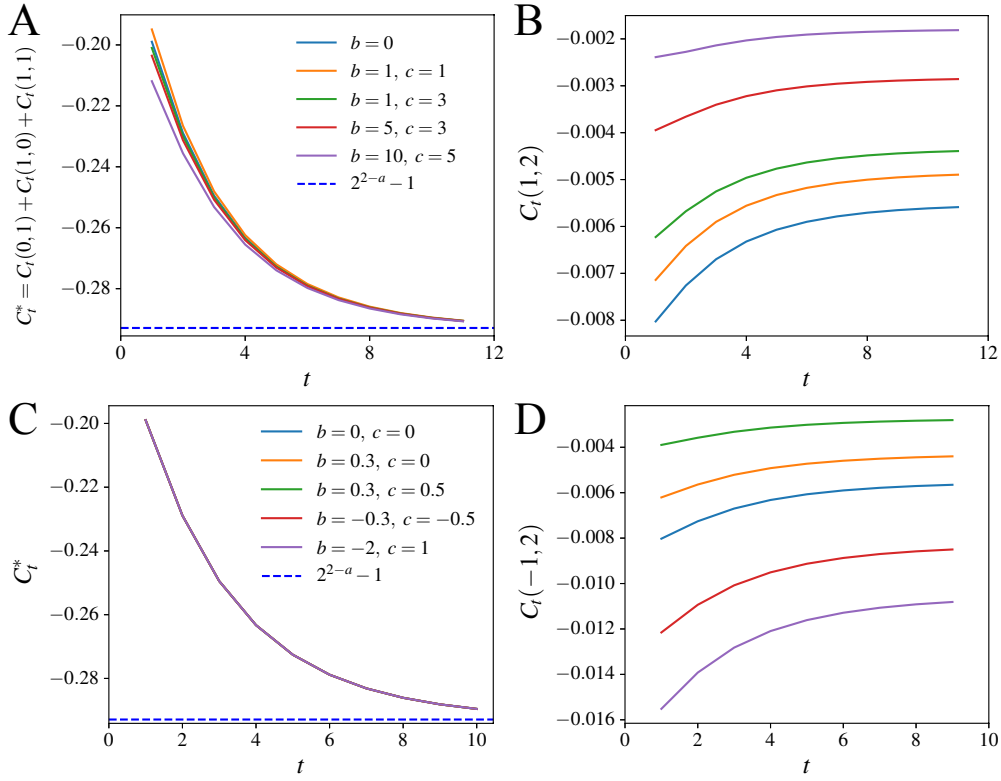 A
C*ₜ = Cₜ(0,1) + Cₜ(1,0) + Cₜ(1,1)
−0.20
−0.22
−0.24
−0.26
−0.28
0
4
8
12
t
b = 0
b = 1, c = 1
b = 1, c = 3
b = 5, c = 3
b = 10, c = 5
2²⁻ᵃ − 1
B
Cₜ(1,2)
−0.002
−0.003
−0.004
−0.005
−0.006
−0.007
−0.008
0
4
8
12
t
C
C*ₜ
−0.20
−0.22
−0.24
−0.26
−0.28
0
2
4
6
8
10
t
b = 0, c = 0
b = 0.3, c = 0
b = 0.3, c = 0.5
b = −0.3, c = −0.5
b = −2, c = 1
2²⁻ᵃ − 1
D
Cₜ(−1,2)
−0.004
−0.006
−0.008
−0.010
−0.012
−0.014
−0.016
0
2
4
6
8
10
t